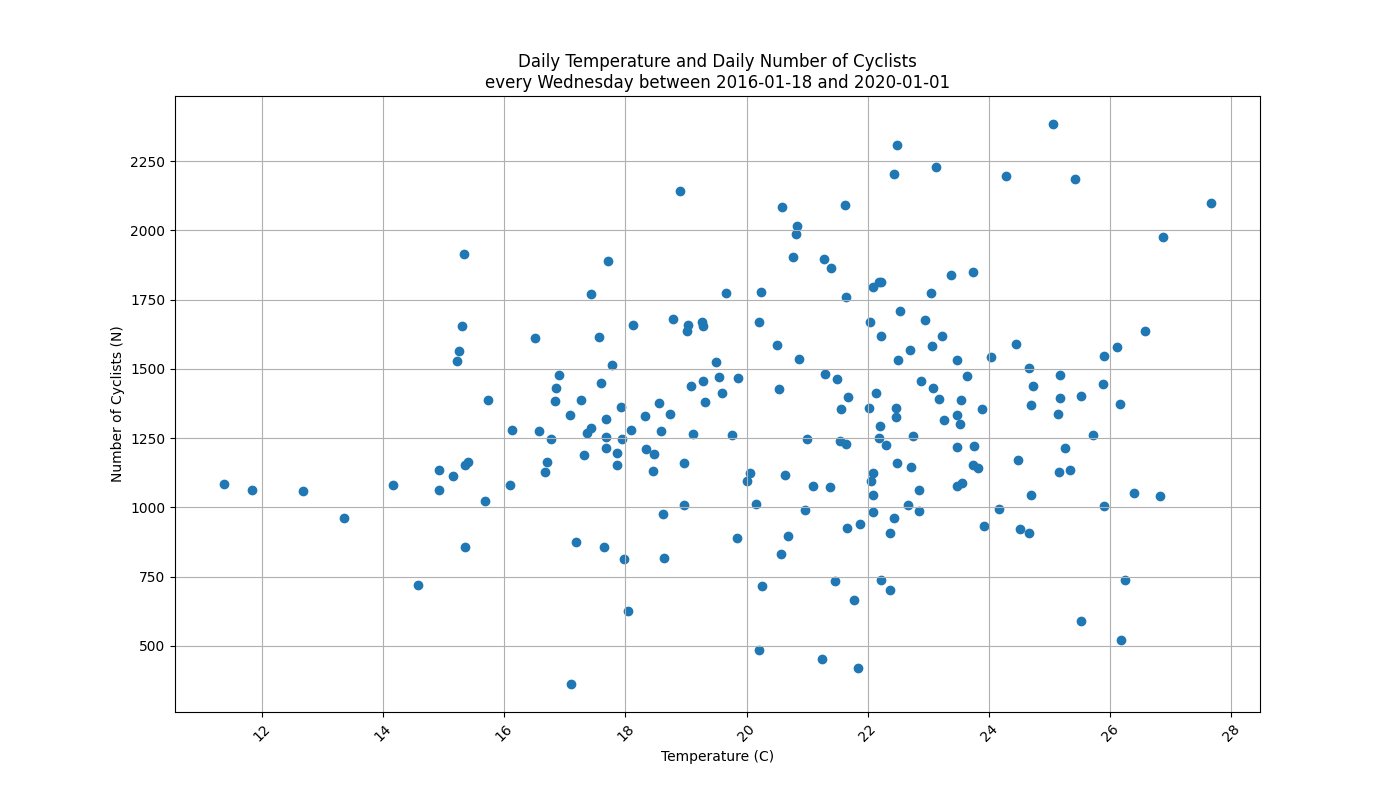 Daily Temperature and Daily Number of Cyclists
every Wednesday between 2016-01-18 and 2020-01-01
Number of Cyclists (N)
2250
2000
1750
1500
1250
1000
750
500
12 14 16 18 20 22 24 26 28
Temperature (C)